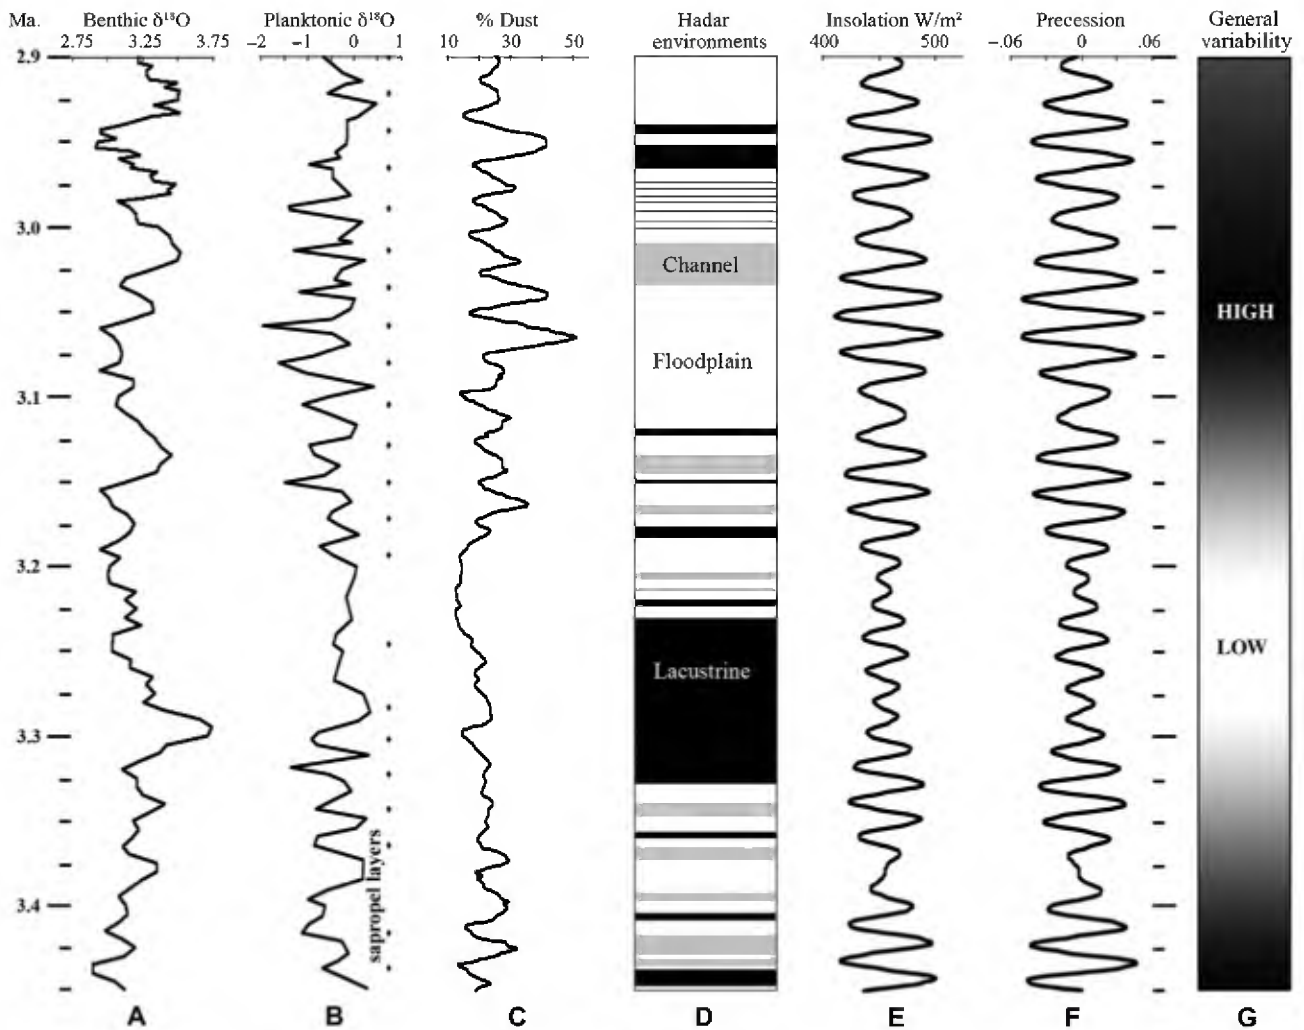 Ma. Benthic δ¹⁸O Planktonic δ¹⁸O % Dust Hadar Insolation W/m² Precession General
environments variability
2.75 3.25 3.75 −2 −1 0 1 10 30 50 400 500 −.06 0 .06
2.9
3.0
Channel
HIGH
Floodplain
3.1
3.2
LOW
Lacustrine
3.3
sapropel layers
3.4
A B C D E F G